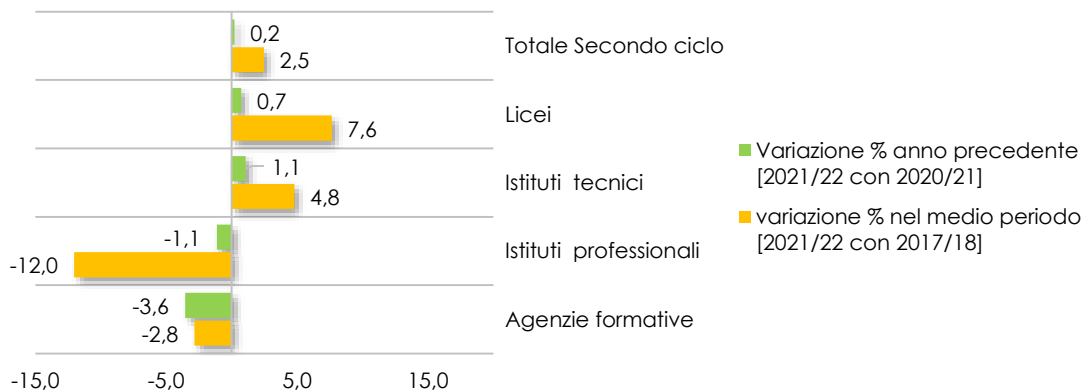 0,2
2,5
Totale Secondo ciclo
0,7
7,6
Licei
1,1
4,8
Istituti tecnici
-1,1
-12,0
Istituti professionali
-3,6
-2,8
Agenzie formative
-15,0 -5,0 5,0 15,0
Variazione % anno precedente
[2021/22 con 2020/21]
variazione % nel medio periodo
[2021/22 con 2017/18]